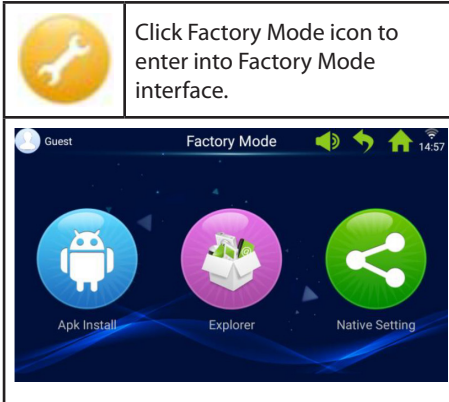 Click Factory Mode icon to
enter into Factory Mode
interface.
Guest
Factory Mode
14:57
Apk Install
Explorer
Native Setting